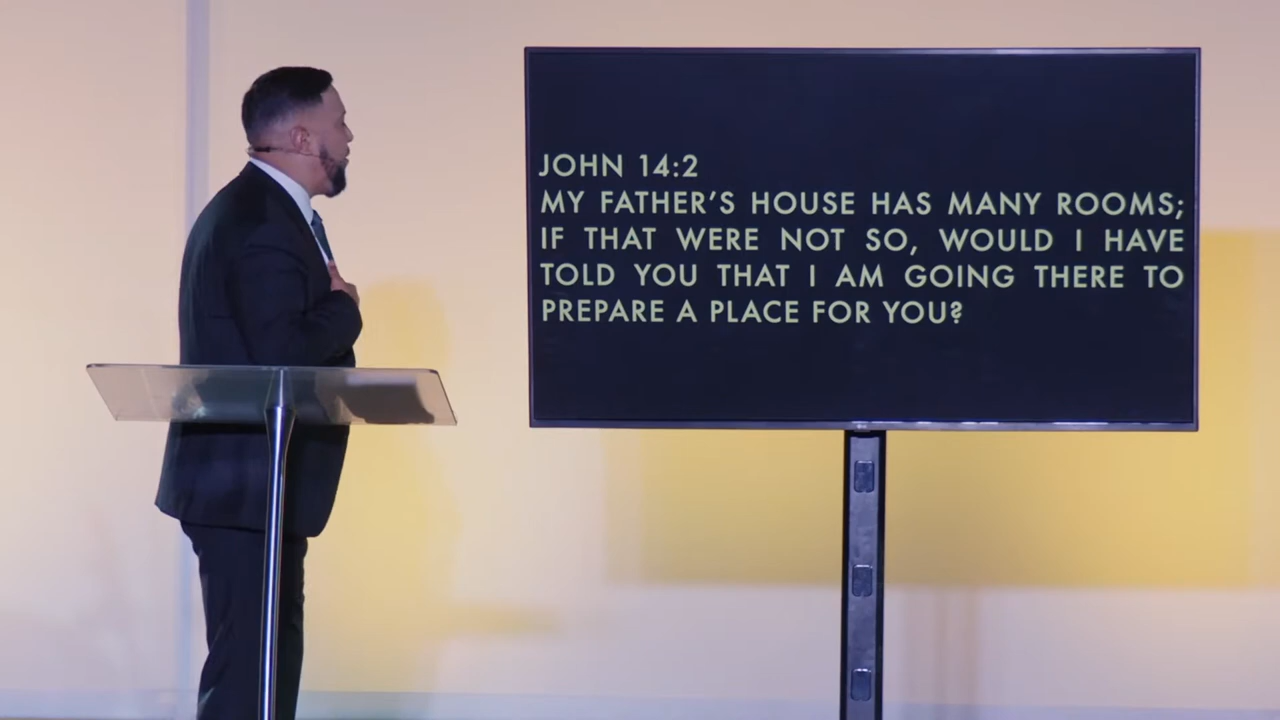 JOHN 14:2
MY FATHER'S HOUSE HAS MANY ROOMS;
IF THAT WERE NOT SO, WOULD I HAVE
TOLD YOU THAT I AM GOING THERE TO
PREPARE A PLACE FOR YOU?